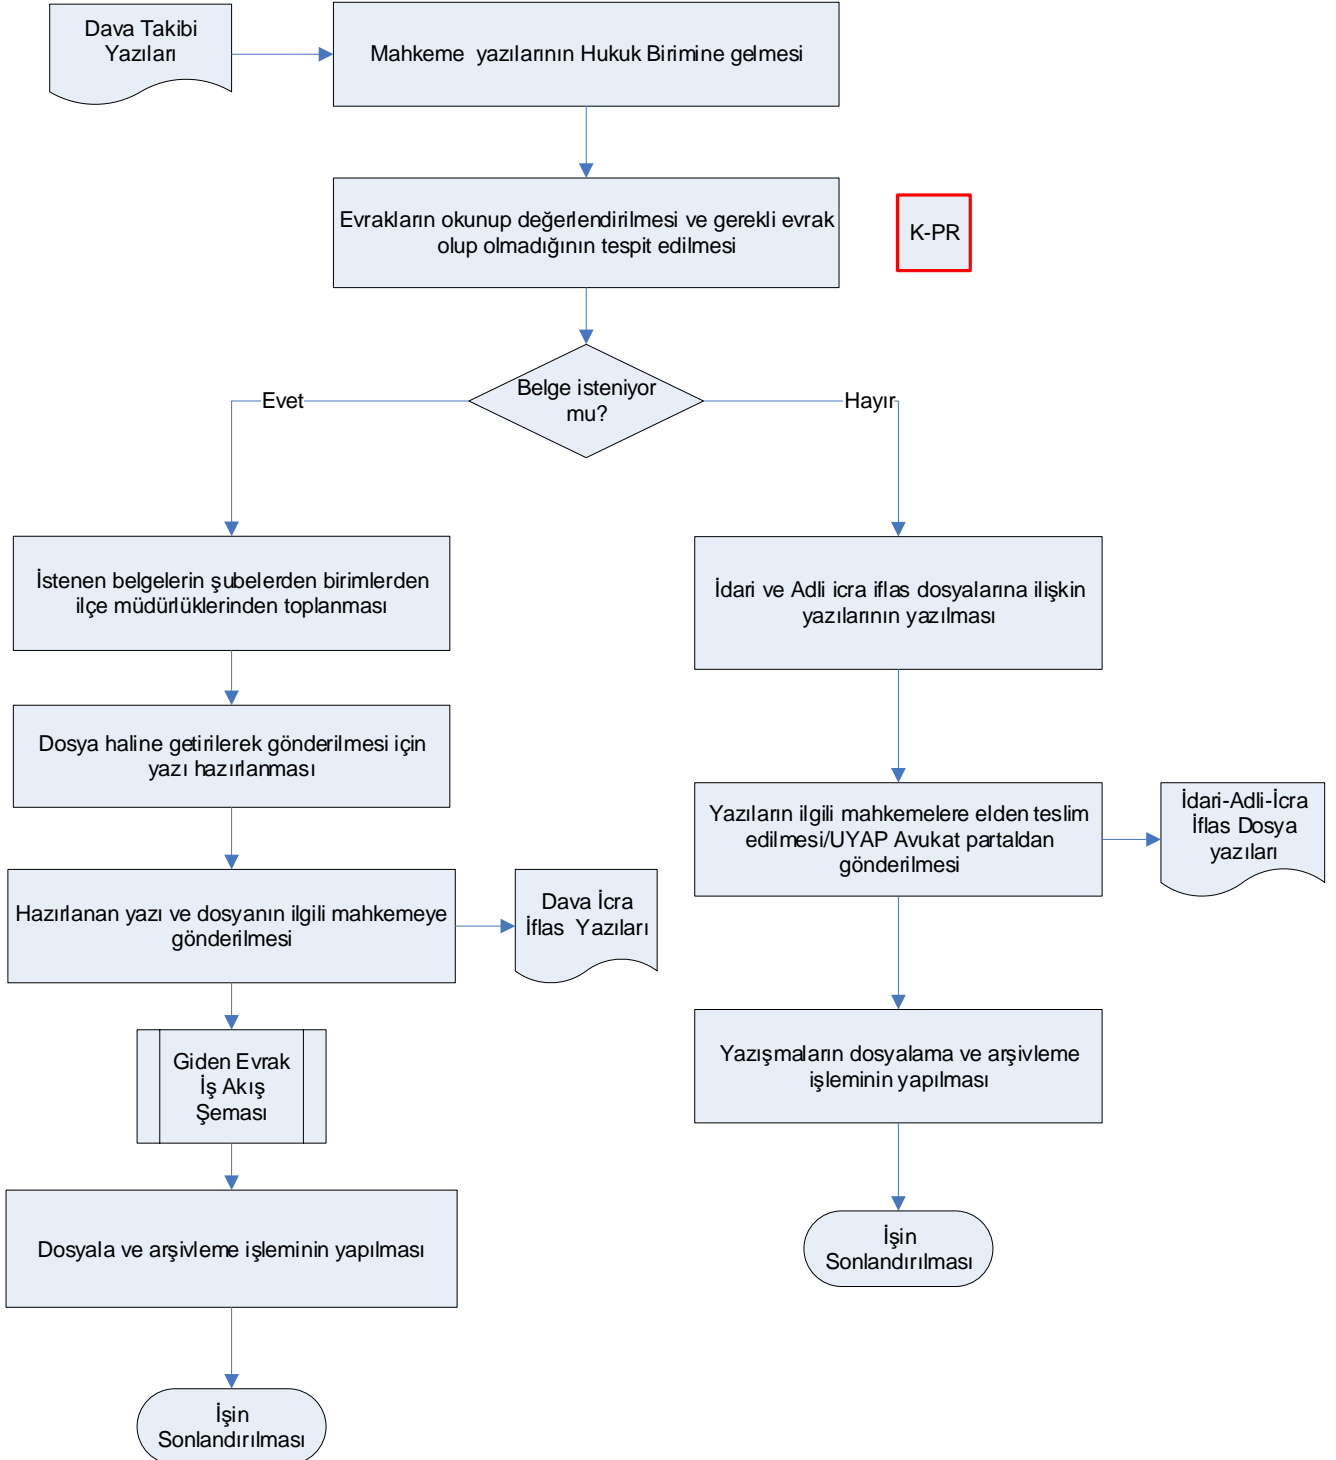 Dava Takibi
Yazıları
Mahkeme yazılarının Hukuk Birimine gelmesi
Evrakların okunup değerlendirilmesi ve gerekli evrak
olup olmadığının tespit edilmesi
K-PR
Belge isteniyor
mu?
Evet
Hayır
İstenen belgelerin şubelerden birimlerden
ilçe müdürlüklerinden toplanması
İdari ve Adli icra iflas dosyalarına ilişkin
yazılarının yazılması
Dosya haline getirilerek gönderilmesi için
yazı hazırlanması
Yazıların ilgili mahkemelere elden teslim
edilmesi/UYAP Avukat partaldan
gönderilmesi
İdari-Adli-İcra
İflas Dosya
yazıları
Hazırlanan yazı ve dosyanın ilgili mahkemeye
gönderilmesi
Dava İcra
İflas Yazıları
Giden Evrak
İş Akış
Şeması
Yazışmaların dosyalama ve arşivleme
işleminin yapılması
Dosyala ve arşivleme işleminin yapılması
İşin
Sonlandırılması
İşin
Sonlandırılması